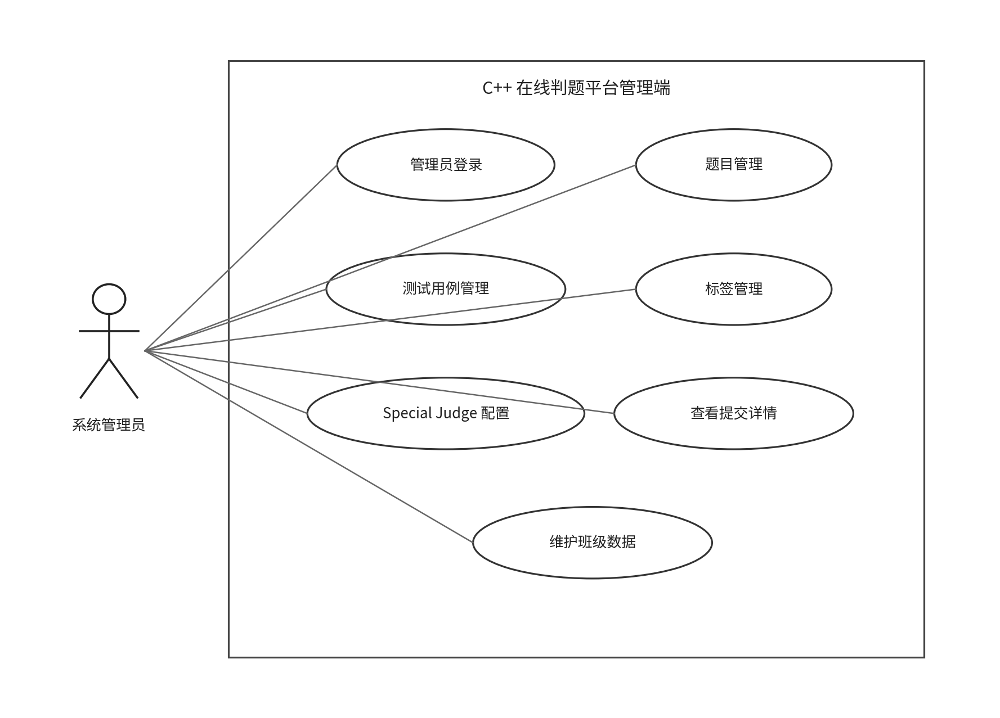 C++ 在线判题平台管理端
管理员登录
题目管理
测试用例管理
标签管理
Special Judge 配置
查看提交详情
系统管理员
维护班级数据